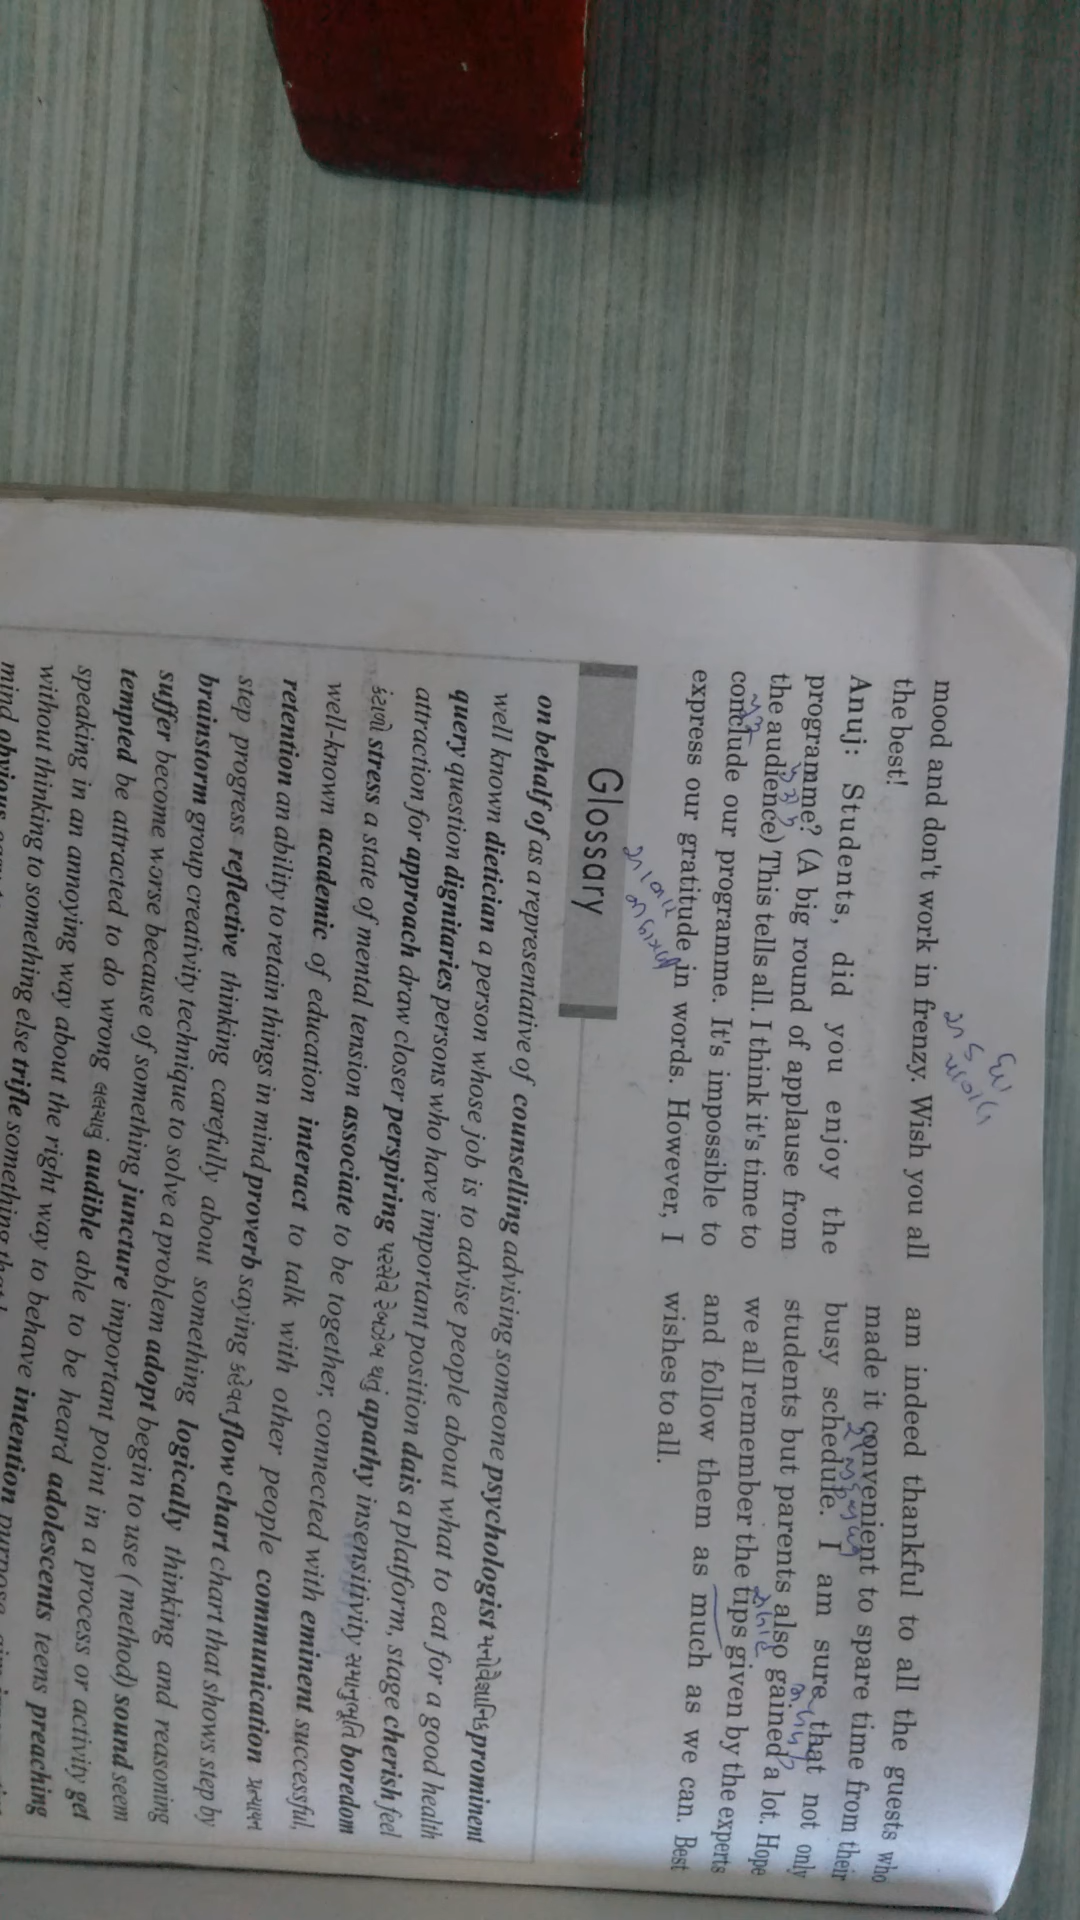 mood and don't work in frenzy. Wish you all
the best!
Anuj: Students, did you enjoy the
programme? (A big round of applause from
the audience) This tells all. I think it's time to
conclude our programme. It's impossible to
express our gratitude in words. However, I
am indeed thankful to all the guests who
made it convenient to spare time from their
busy schedule. I am sure that not only
students but parents also gained a lot. Hope
we all remember the tips given by the experts
and follow them as much as we can. Best
wishes to all.
Glossary
on behalf of as a representative of counselling advising someone psychologist મનોવૈજ્ઞાનિક prominent
well known dietician a person whose job is to advise people about what to eat for a good health
query question dignitaries persons who have important position dais a platform, stage cherish feel
attraction for approach draw closer perspiring પરસેવે રેબઝેબ થવું apathy insensitivity સમાનુભૂતિ boredom
કંટાળો stress a state of mental tension associate to be together, connected with eminent successful,
well-known academic of education interact to talk with other people communication પ્રત્યાયન
retention an ability to retain things in mind proverb saying કહેવત flow chart chart that shows step by
step progress reflective thinking carefully about something logically thinking and reasoning
brainstorm group creativity technique to solve a problem adopt begin to use (method) sound seem
suffer become worse because of something juncture important point in a process or activity get
tempted be attracted to do wrong લલચાવું audible able to be heard adolescents teens preaching
speaking in an annoying way about the right way to behave intention
without thinking to something else trifle something
mind obvious